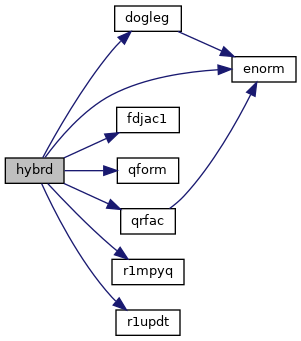 dogleg
enorm
fdjac1
hybrd
qform
qrfac
r1mpyq
r1updt